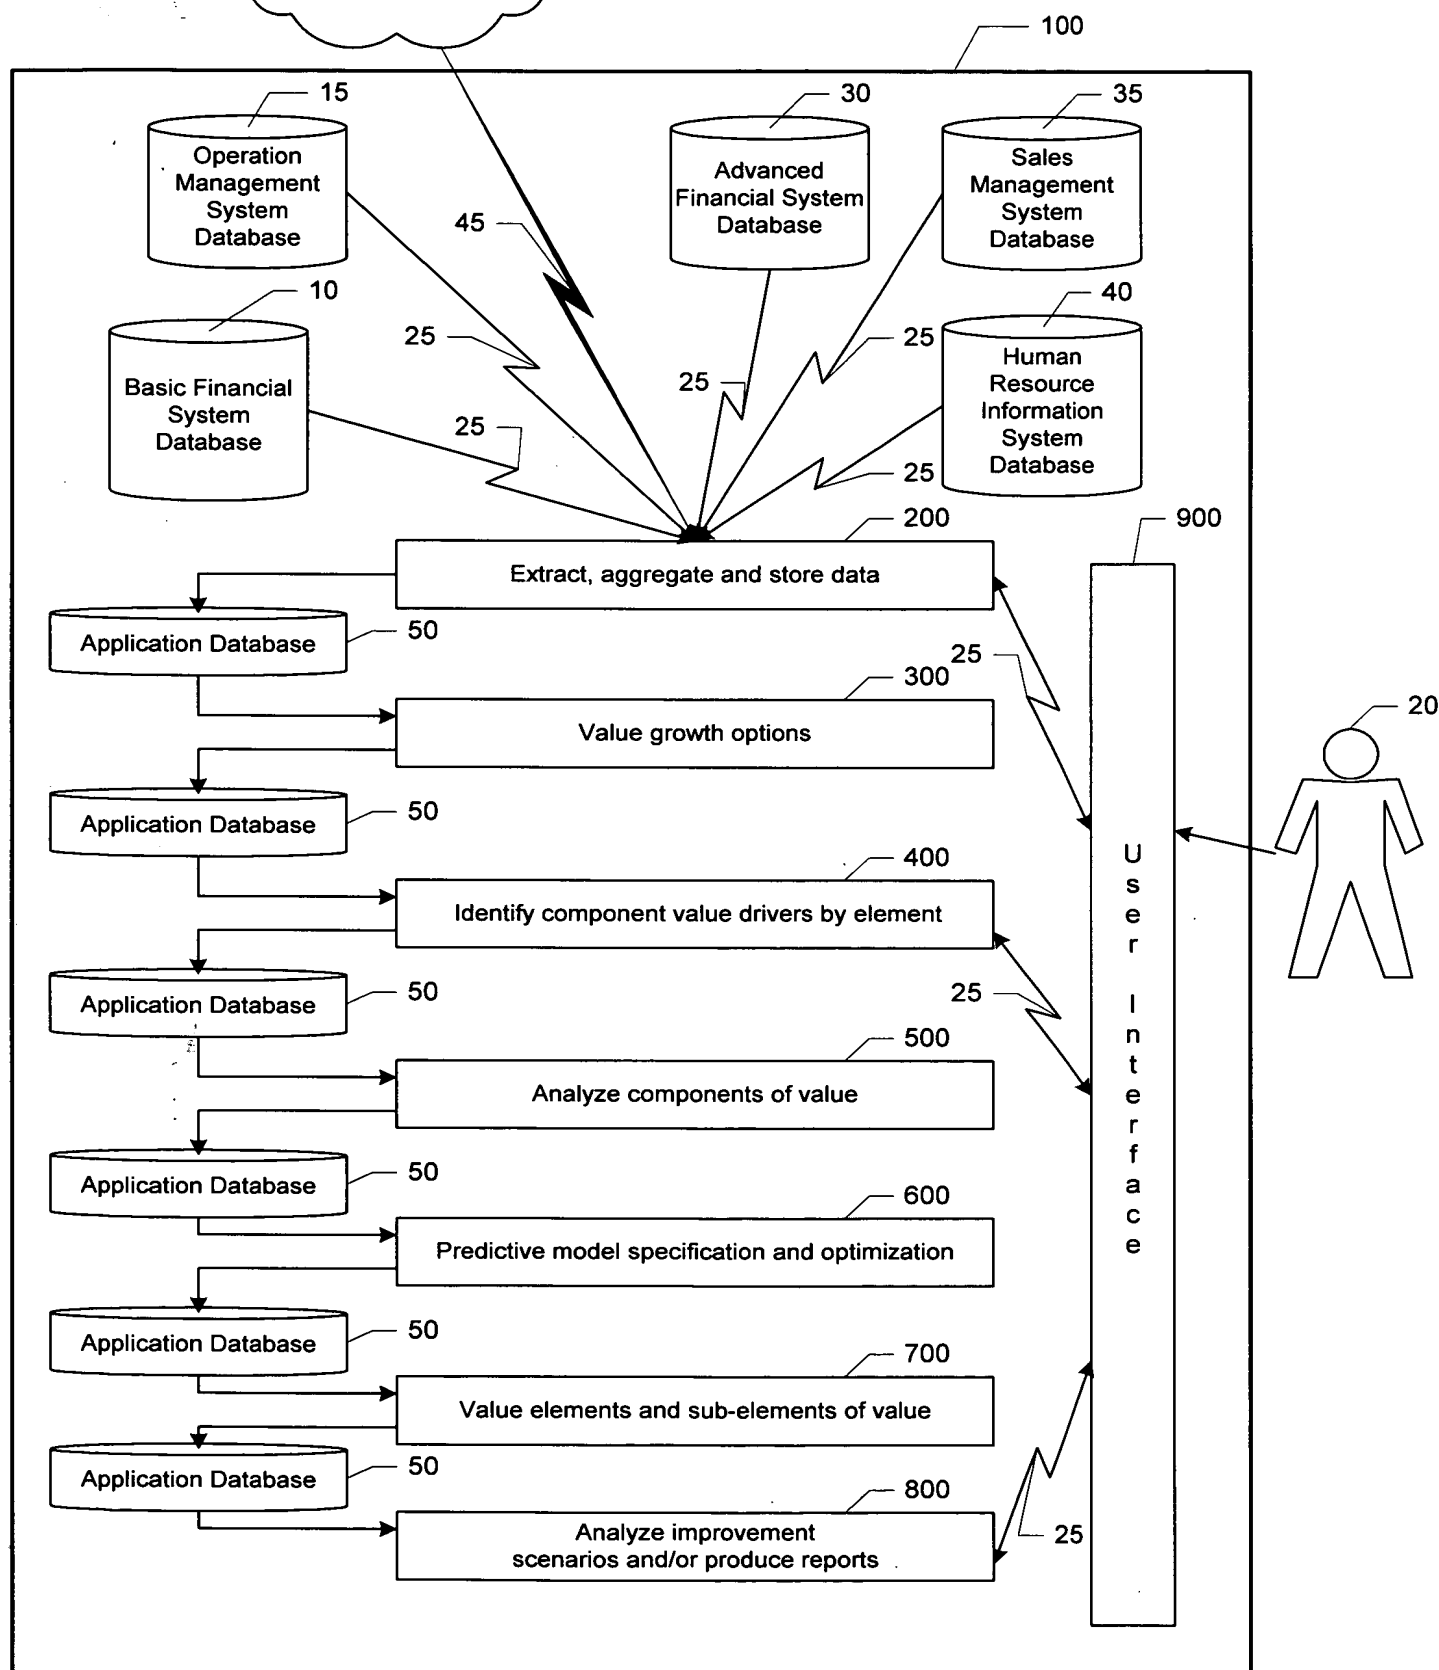 100
15
30
35
Operation
Management
System
Database
Advanced
Financial System
Database
Sales
Management
System
Database
45
10
40
25
25
25
Basic Financial
System
Database
Human
Resource
Information
System
Database
25
25
200
900
Extract, aggregate and store data
Application Database
50
25
300
Value growth options
20
Application Database
50
400
Identify component value drivers by element
User Interface
Application Database
50
25
500
Analyze components of value
Application Database
50
600
Predictive model specification and optimization
Application Database
50
700
Value elements and sub-elements of value
Application Database
50
800
Analyze improvement
scenarios and/or produce reports
25